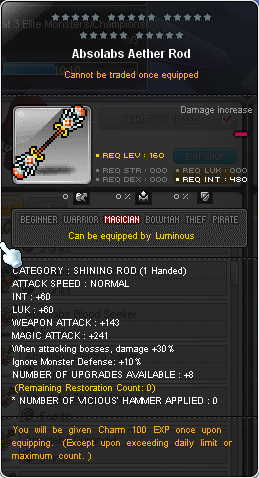 Absolabs Aether Rod
Cannot be traded once equipped
Damage increase
REQ LEV : 160
REQ STR : 000
REQ LUK : 000
REQ DEX : 000
REQ INT : 480
0
0 %
0 %
BEGINNER WARRIOR MAGICIAN BOWMAN THIEF PIRATE
Can be equipped by Luminous
CATEGORY : SHINING ROD (1 Handed)
ATTACK SPEED : NORMAL
INT : +60
LUK : +60
WEAPON ATTACK : +143
MAGIC ATTACK : +241
When attacking bosses, damage +30%
Ignore Monster Defense: +10%
NUMBER OF UPGRADES AVAILABLE : +8
(Remaining Restoration Count: 0)
* NUMBER OF VICIOUS' HAMMER APPLIED : 0
You will be given Charm 100 EXP once upon
equipping. (Except upon exceeding daily limit or
maximum count. )